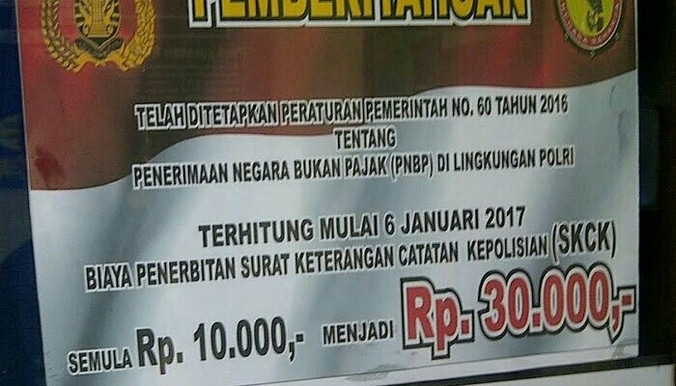 PEMBERITAHUAN
TELAH DITETAPKAN PERATURAN PEMERINTAH NO. 60 TAHUN 2016
TENTANG
PENERIMAAN NEGARA BUKAN PAJAK (PNBP) DI LINGKUNGAN POLRI
TERHITUNG MULAI 6 JANUARI 2017
BIAYA PENERBITAN SURAT KETERANGAN CATATAN KEPOLISIAN (SKCK)
SEMULA Rp. 10.000,- MENJADI Rp. 30.000,-